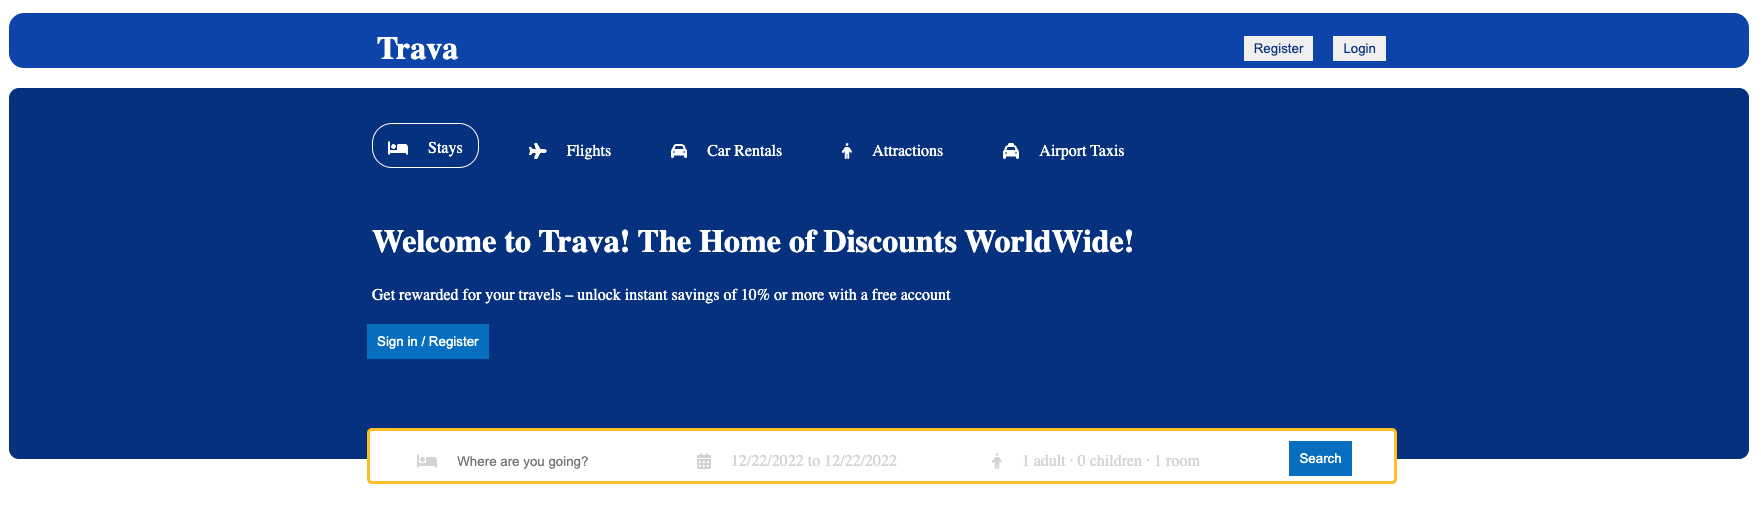 Trava
Register Login
Stays Flights Car Rentals Attractions Airport Taxis
Welcome to Trava! The Home of Discounts WorldWide!
Get rewarded for your travels – unlock instant savings of 10% or more with a free account
Sign in / Register
Where are you going? 12/22/2022 to 12/22/2022 1 adult · 0 children · 1 room Search